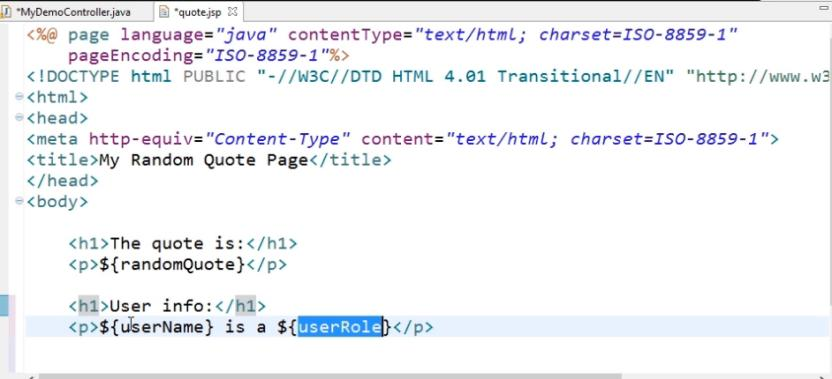 *MyDemoController.java *quote.jsp
<%@ page language="java" contentType="text/html; charset=ISO-8859-1"
pageEncoding="ISO-8859-1"%>
<!DOCTYPE html PUBLIC "-//W3C//DTD HTML 4.01 Transitional//EN" "http://www.w3
<html>
<head>
<meta http-equiv="Content-Type" content="text/html; charset=ISO-8859-1">
<title>My Random Quote Page</title>
</head>
<body>
<h1>The quote is:</h1>
<p>${randomQuote}</p>
<h1>User info:</h1>
<p>${userName} is a ${userRole}</p>